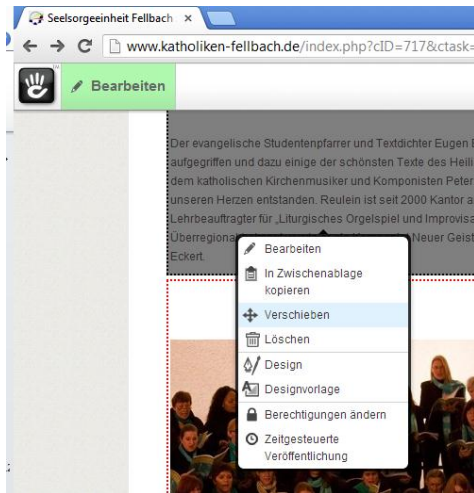 Seelsorgeeinheit Fellbach
www.katholiken-fellbach.de/index.php?cID=717&ctask=
Bearbeiten
Der evangelische Studentenpfarrer und Textdichter Eugen
aufgegriffen und dazu einige der schönsten Texte des Heili
dem katholischen Kirchenmusiker und Komponisten Peter
unseren Herzen entstanden. Reulein ist seit 2000 Kantor a
Lehrbeauftragter für „Liturgisches Orgelspiel und Improvisa
Überregional Neuer Geist
Eckert.
Bearbeiten
In Zwischenablage
kopieren
Verschieben
Löschen
Design
Designvorlage
Berechtigungen ändern
Zeitgesteuerte
Veröffentlichung